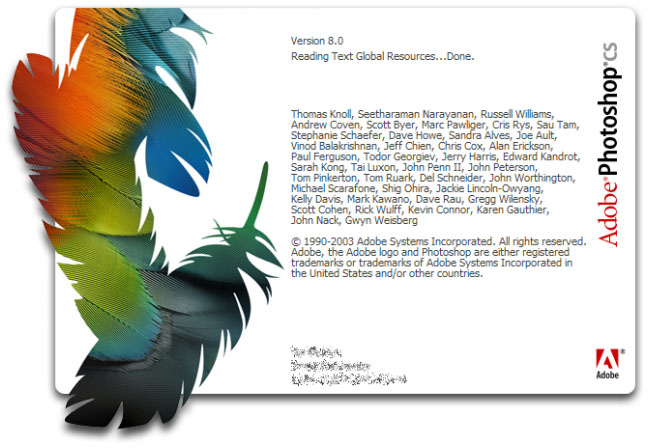 Version 8.0
Reading Text Global Resources...Done.
Thomas Knoll, Seetharaman Narayanan, Russell Williams,
Andrew Coven, Scott Byer, Marc Pawliger, Cris Rys, Sau Tam,
Stephanie Schaefer, Dave Howe, Sandra Alves, Joe Ault,
Vinod Balakrishnan, Jeff Chien, Chris Cox, Alan Erickson,
Paul Ferguson, Todor Georgiev, Jerry Harris, Edward Kandrot,
Sarah Kong, Tai Luxon, John Penn II, John Peterson,
Tom Pinkerton, Tom Ruark, Del Schneider, John Worthington,
Michael Scarafone, Shig Ohira, Jackie Lincoln-Owyang,
Kelly Davis, Mark Kawano, Dave Rau, Gregg Wilensky,
Scott Cohen, Rick Wulff, Kevin Connor, Karen Gauthier,
John Nack, Gwyn Weisberg
© 1990-2003 Adobe Systems Incorporated. All rights reserved.
Adobe, the Adobe logo and Photoshop are either registered
trademarks or trademarks of Adobe Systems Incorporated in
the United States and/or other countries.
Adobe® Photoshop® CS
Adobe®